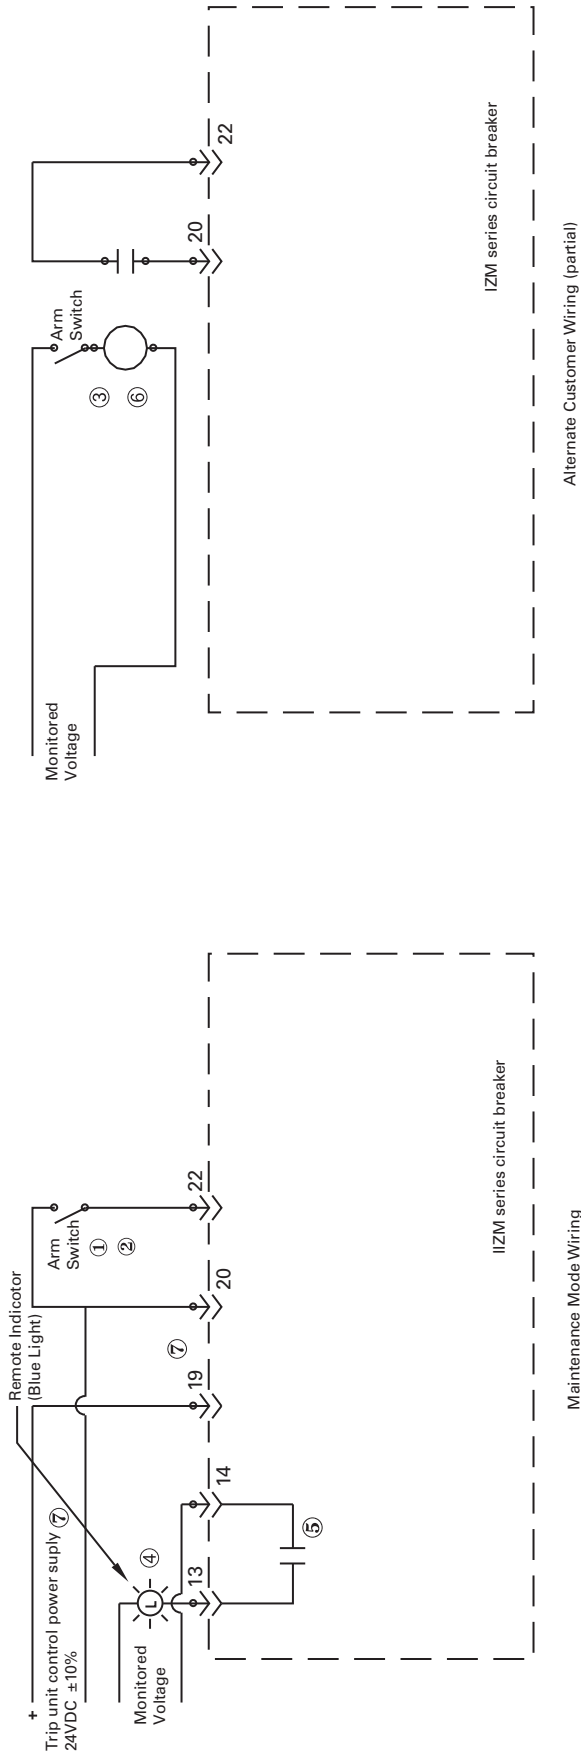 22
20
Arm
Switch
③
⑥
IZM series circuit breaker
Alternate Customer Wiring (partial)
Monitored
Voltage
Remote Indicotor
(Blue Light)
+
Trip unit control power suply ⑦
24VDC ±10%
Arm
Switch
①
②
22
20
⑦
19
14
④
L
13
⑤
Monitored
Voltage
IIZM series circuit breaker
Maintenance Mode Wiring